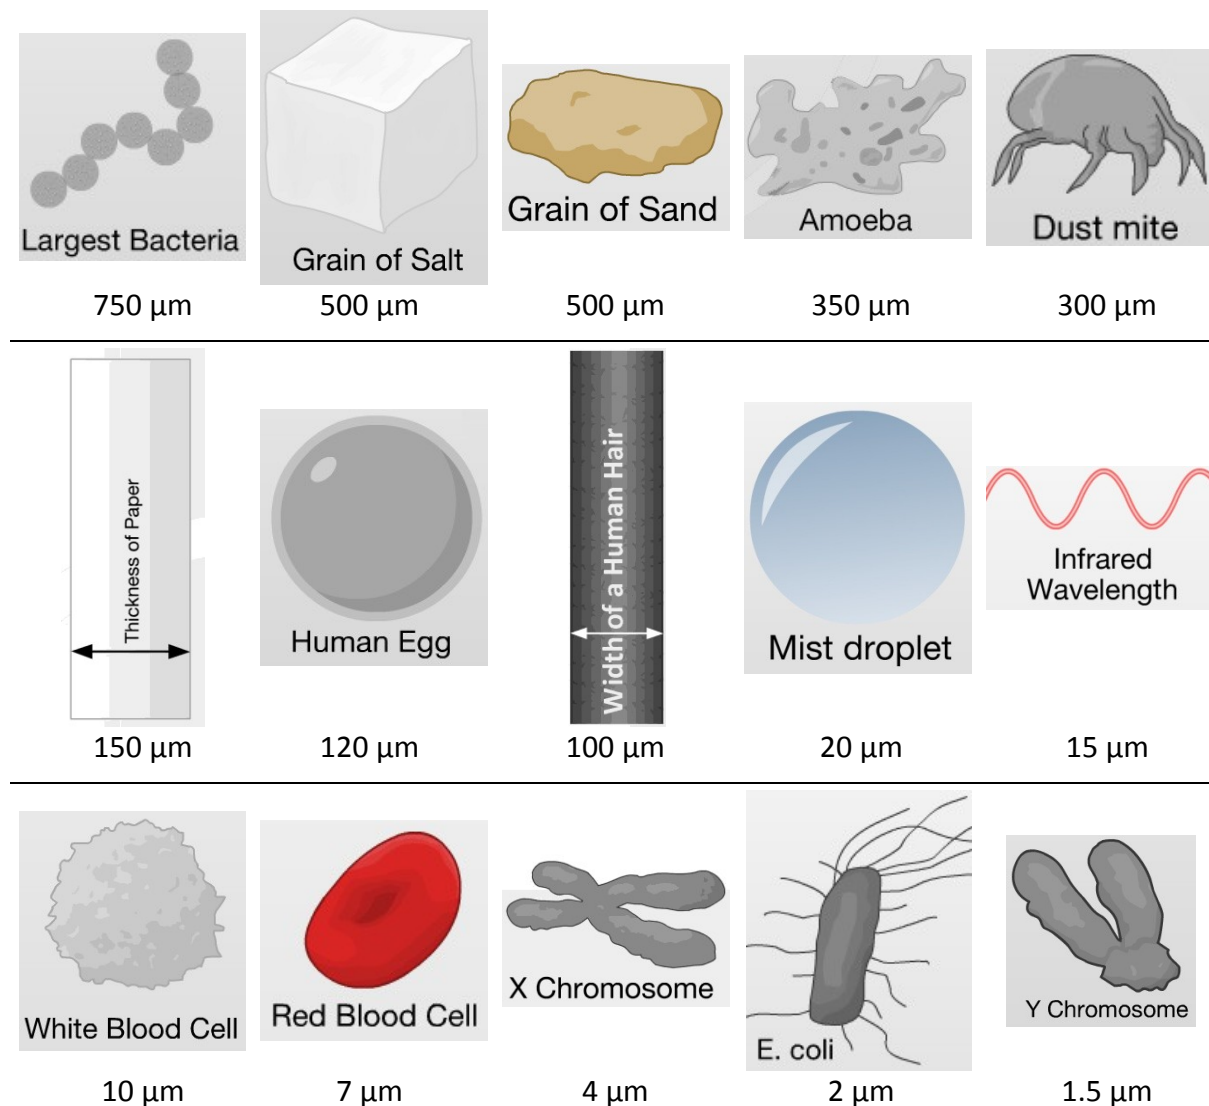 Largest Bacteria
Grain of Salt
Grain of Sand
Amoeba
Dust mite
750 µm
500 µm
500 µm
350 µm
300 µm
Thickness of Paper
Human Egg
Width of a Human Hair
Mist droplet
Infrared
Wavelength
150 µm
120 µm
100 µm
20 µm
15 µm
White Blood Cell
Red Blood Cell
X Chromosome
E. coli
Y Chromosome
10 µm
7 µm
4 µm
2 µm
1.5 µm